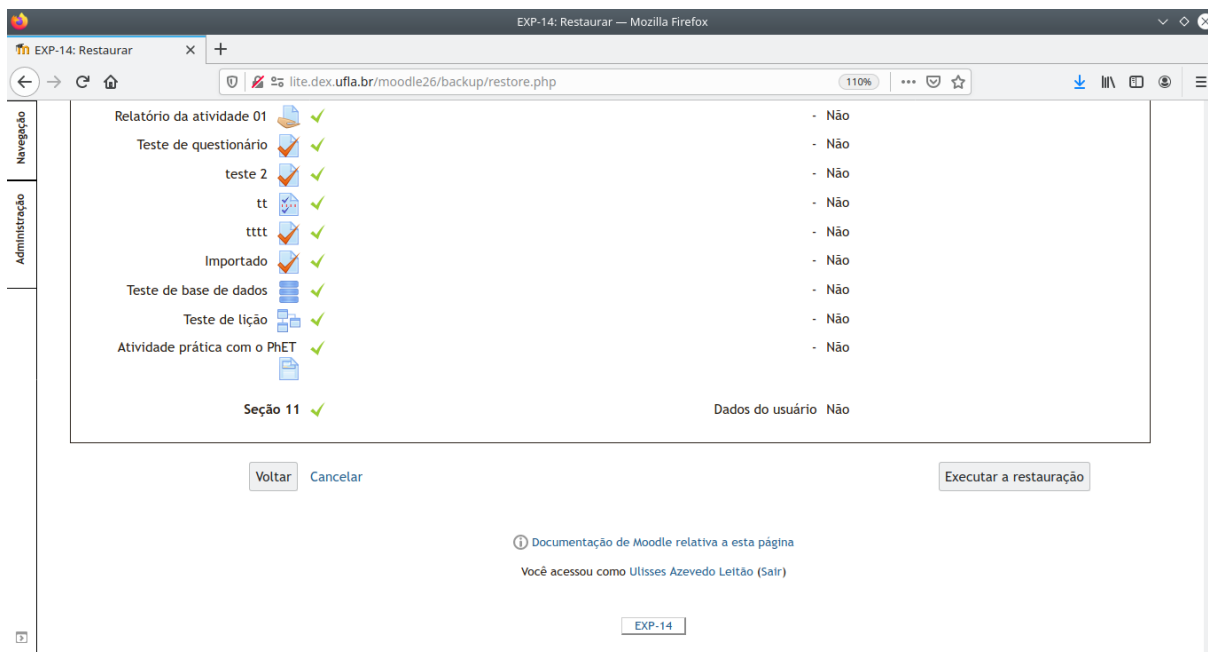 EXP-14: Restaurar — Mozilla Firefox
EXP-14: Restaurar
lite.dex.ufla.br/moodle26/backup/restore.php
110%
Navegação
Administração
Relatório da atividade 01 - Não
Teste de questionário - Não
teste 2 - Não
tt - Não
tttt - Não
Importado - Não
Teste de base de dados - Não
Teste de lição - Não
Atividade prática com o PhET - Não
Seção 11 Dados do usuário Não
Voltar Cancelar Executar a restauração
Documentação de Moodle relativa a esta página
Você acessou como Ulisses Azevedo Leitão (Sair)
EXP-14